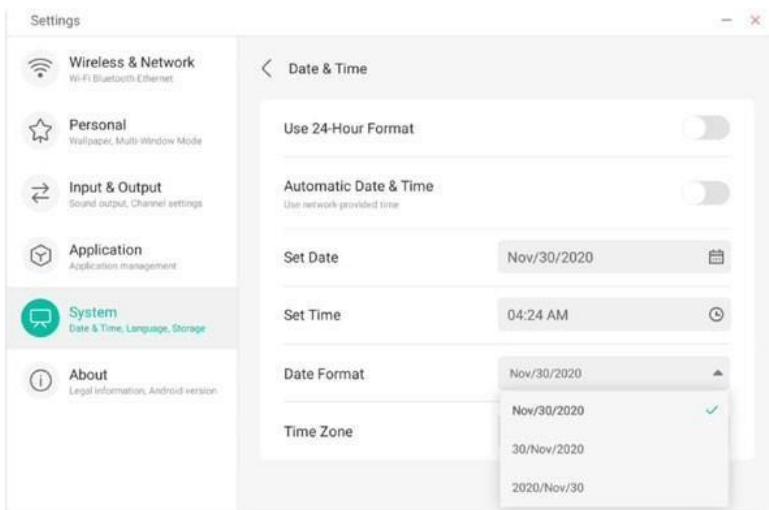 Settings
Wireless & Network
Wi-Fi Bluetooth Ethernet
Personal
Wallpaper, Multi-Window Mode
Input & Output
Sound output, Channel settings
Application
Application management
System
Date & Time, Language, Storage
About
Legal information, Android version
Date & Time
Use 24-Hour Format
Automatic Date & Time
Use network-provided time
Set Date
Nov/30/2020
Set Time
04:24 AM
Date Format
Nov/30/2020
Nov/30/2020
30/Nov/2020
2020/Nov/30
Time Zone